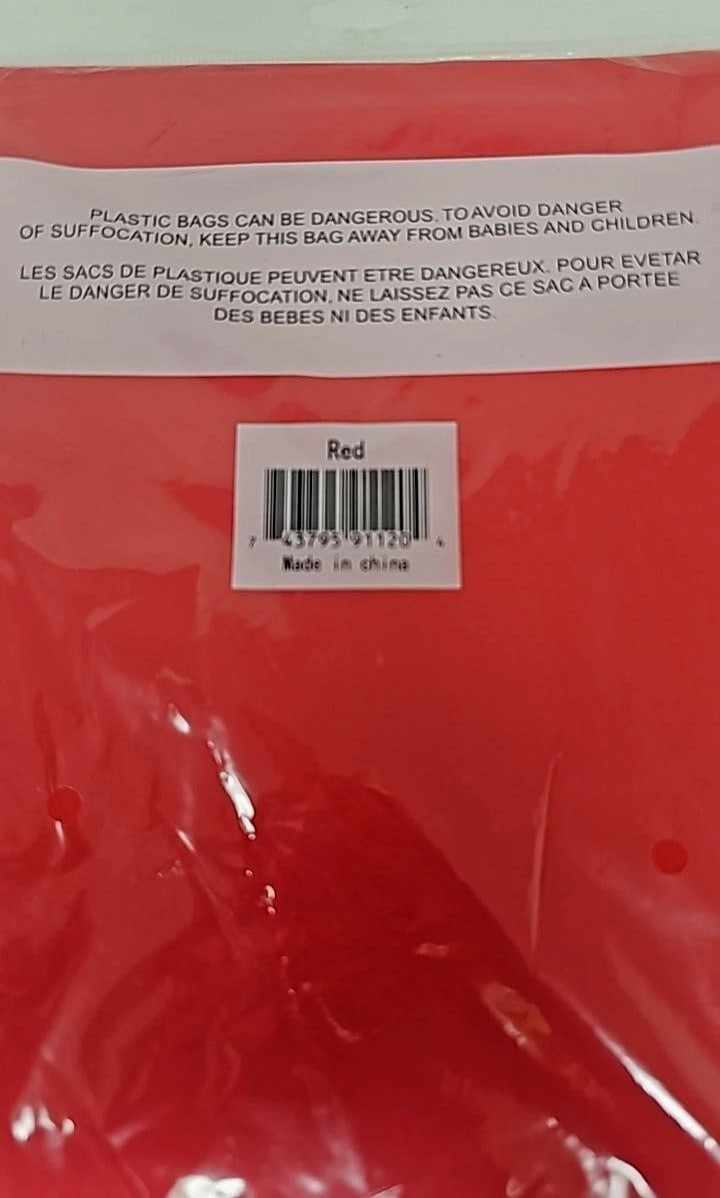 PLASTIC BAGS CAN BE DANGEROUS. TO AVOID DANGER
OF SUFFOCATION, KEEP THIS BAG AWAY FROM BABIES AND CHILDREN.
LES SACS DE PLASTIQUE PEUVENT ETRE DANGEREUX. POUR EVETAR
LE DANGER DE SUFFOCATION, NE LAISSEZ PAS CE SAC A PORTEE
DES BEBES NI DES ENFANTS.
Red
7 43795 91120 4
Made in china